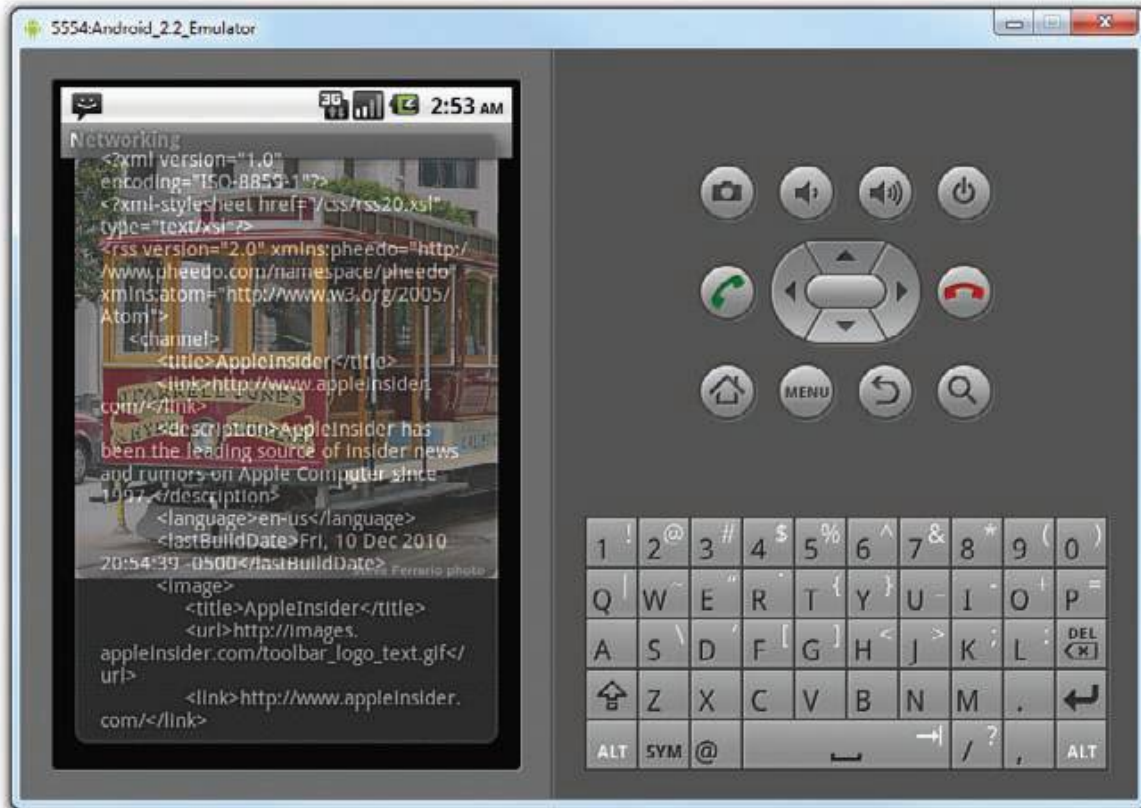 5554:Android_2.2_Emulator
3G 2:53 AM
Networking
<?xml version="1.0"
encoding="ISO-8859-1"?>
<?xml-stylesheet href="/css/rss20.xsl"
type="text/xsl"?>
<rss version="2.0" xmlns:pheedo="http:/
/www.pheedo.com/namespace/pheedo"
xmlns:atom="http://www.w3.org/2005/
Atom">
<channel>
<title>AppleInsider</title>
<link>http://www.appleinsider.
com/</link>
<description>AppleInsider has
been the leading source of insider news
and rumors on Apple Computer since
1997.</description>
<language>en-us</language>
<lastBuildDate>Fri, 10 Dec 2010
20:54:39 -0500</lastBuildDate>
Ferrario photo
<image>
<title>AppleInsider</title>
<url>http://images.
appleinsider.com/toolbar_logo_text.gif</
url>
<link>http://www.appleinsider.
com/</link>
MENU
1 ! 2 @ 3 # 4 $ 5 % 6 ^ 7 & 8 * 9 ( 0 )
Q | W ~ E " R ` T { Y } U _ I - O + P =
A S \ D ' F [ G ] H < J > K ; L : DEL
Z X C V B N M .
ALT SYM @ / ? , ALT